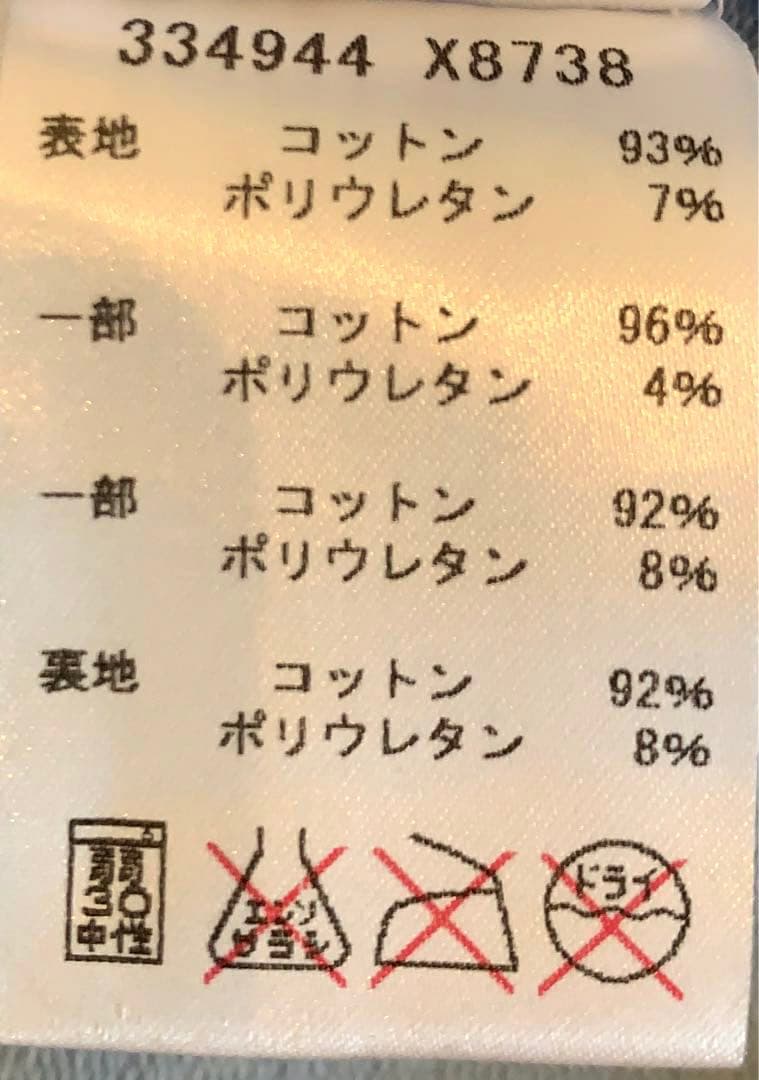 334944 X8738
表地 コットン 93%
ポリウレタン 7%
一部 コットン 96%
ポリウレタン 4%
一部 コットン 92%
ポリウレタン 8%
裏地 コットン 92%
ポリウレタン 8%
弱 弱
30
中性
エンソ
サラシ
ドライ